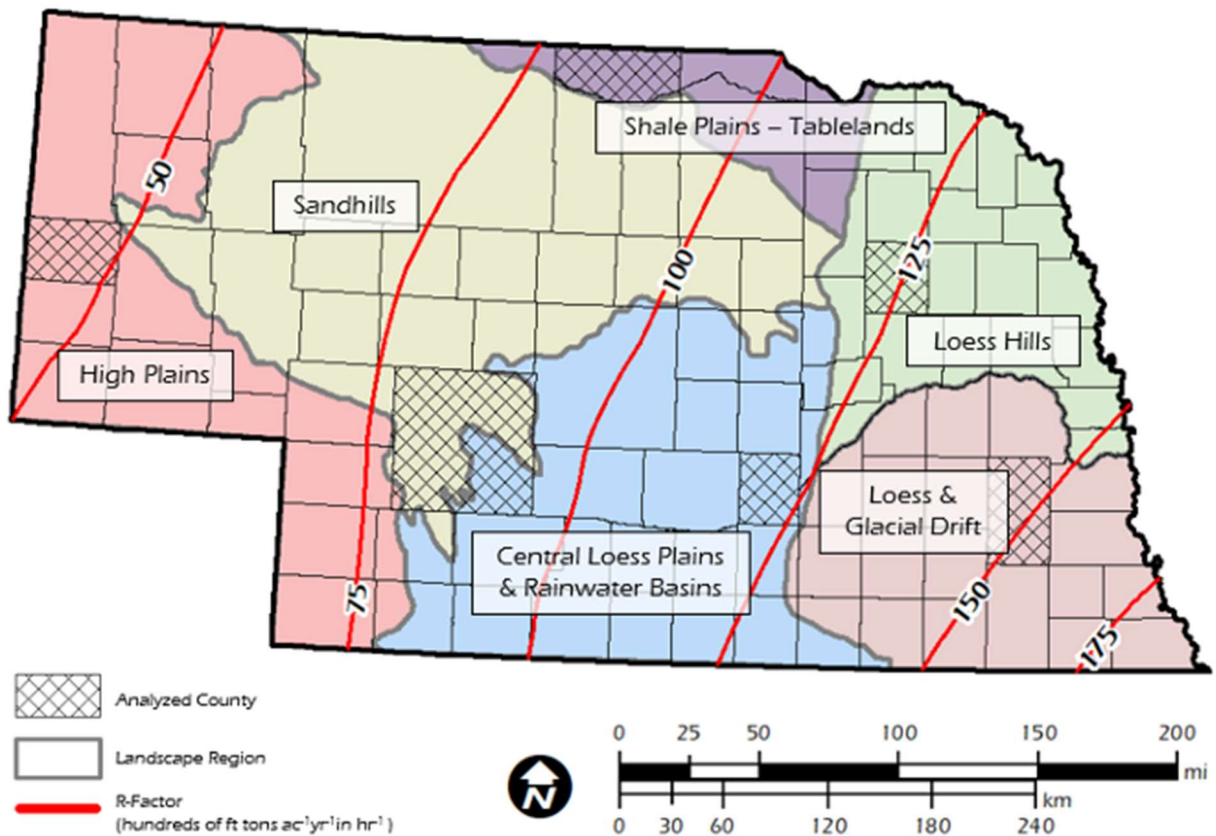 50
Sandhills
Shale Plains – Tablelands
100
125
Loess Hills
High Plains
Loess &
Glacial Drift
Central Loess Plains
& Rainwater Basins
75
150
175
Analyzed County
Landscape Region
R-Factor
(hundreds of ft tons ac⁻¹yr⁻¹in hr⁻¹)
N
0 25 50 100 150 200
mi
km
0 30 60 120 180 240